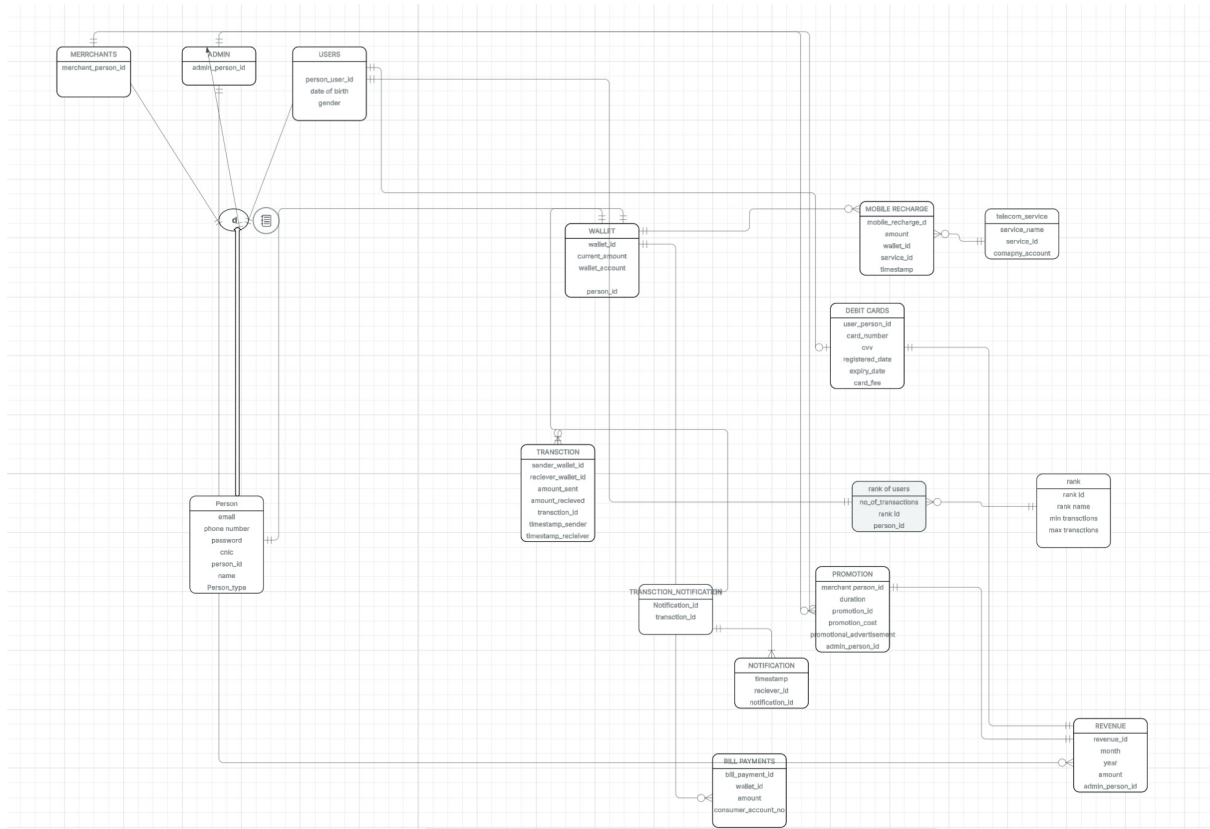 MERRCHANTS
merchant_person_id
ADMIN
admin_person_id
USERS
person_user_id
date of birth
gender
d
WALLET
wallet_id
current_amount
wallet_account
person_id
MOBILE RECHARGE
mobile_recharge_d
amount
wallet_id
service_id
timestamp
telecom_service
service_name
service_id
comapny_account
DEBIT CARDS
user_person_id
card_number
cvv
registered_date
expiry_date
card_fee
TRANSCTION
sender_wallet_id
reciever_wallet_id
amount_sent
amount_recieved
transction_id
timestamp_sender
timestamp_recieiver
rank of users
no_of_transactions
rank id
person_id
rank
rank id
rank name
min transctions
max transctions
Person
email
phone number
password
cnic
person_id
name
Person_type
PROMOTION
merchant person_id
duration
promotion_id
promotion_cost
promotional_advertisement
admin_person_id
TRANSCTION_NOTIFICATION
Notification_id
transction_id
NOTIFICATION
timestamp
reciever_id
notification_id
REVENUE
revenue_id
month
year
amount
admin_person_id
BILL PAYMENTS
bill_payment_id
wallet_id
amount
consumer_account_no